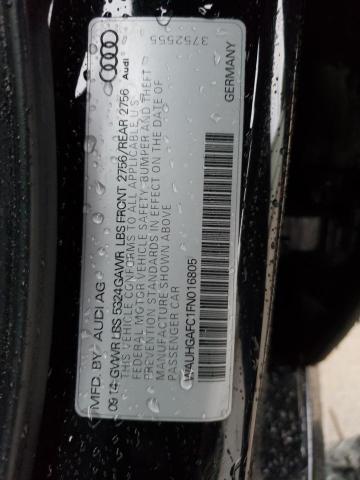 MFD. BY: AUDI AG
Audi
3752555
09 14 GVWR LBS 5324 GAWR LBS FRONT 2756/REAR 2756
THIS VEHICLE CONFORMS TO ALL APPLICABLE U.S.
FEDERAL MOTOR VEHICLE SAFETY, BUMPER AND THEFT
PREVENTION STANDARDS IN EFFECT ON THE DATE
OF MANUFACTURE SHOWN ABOVE
PASSENGER CAR
WAUHGAFC1FN016805
GERMANY